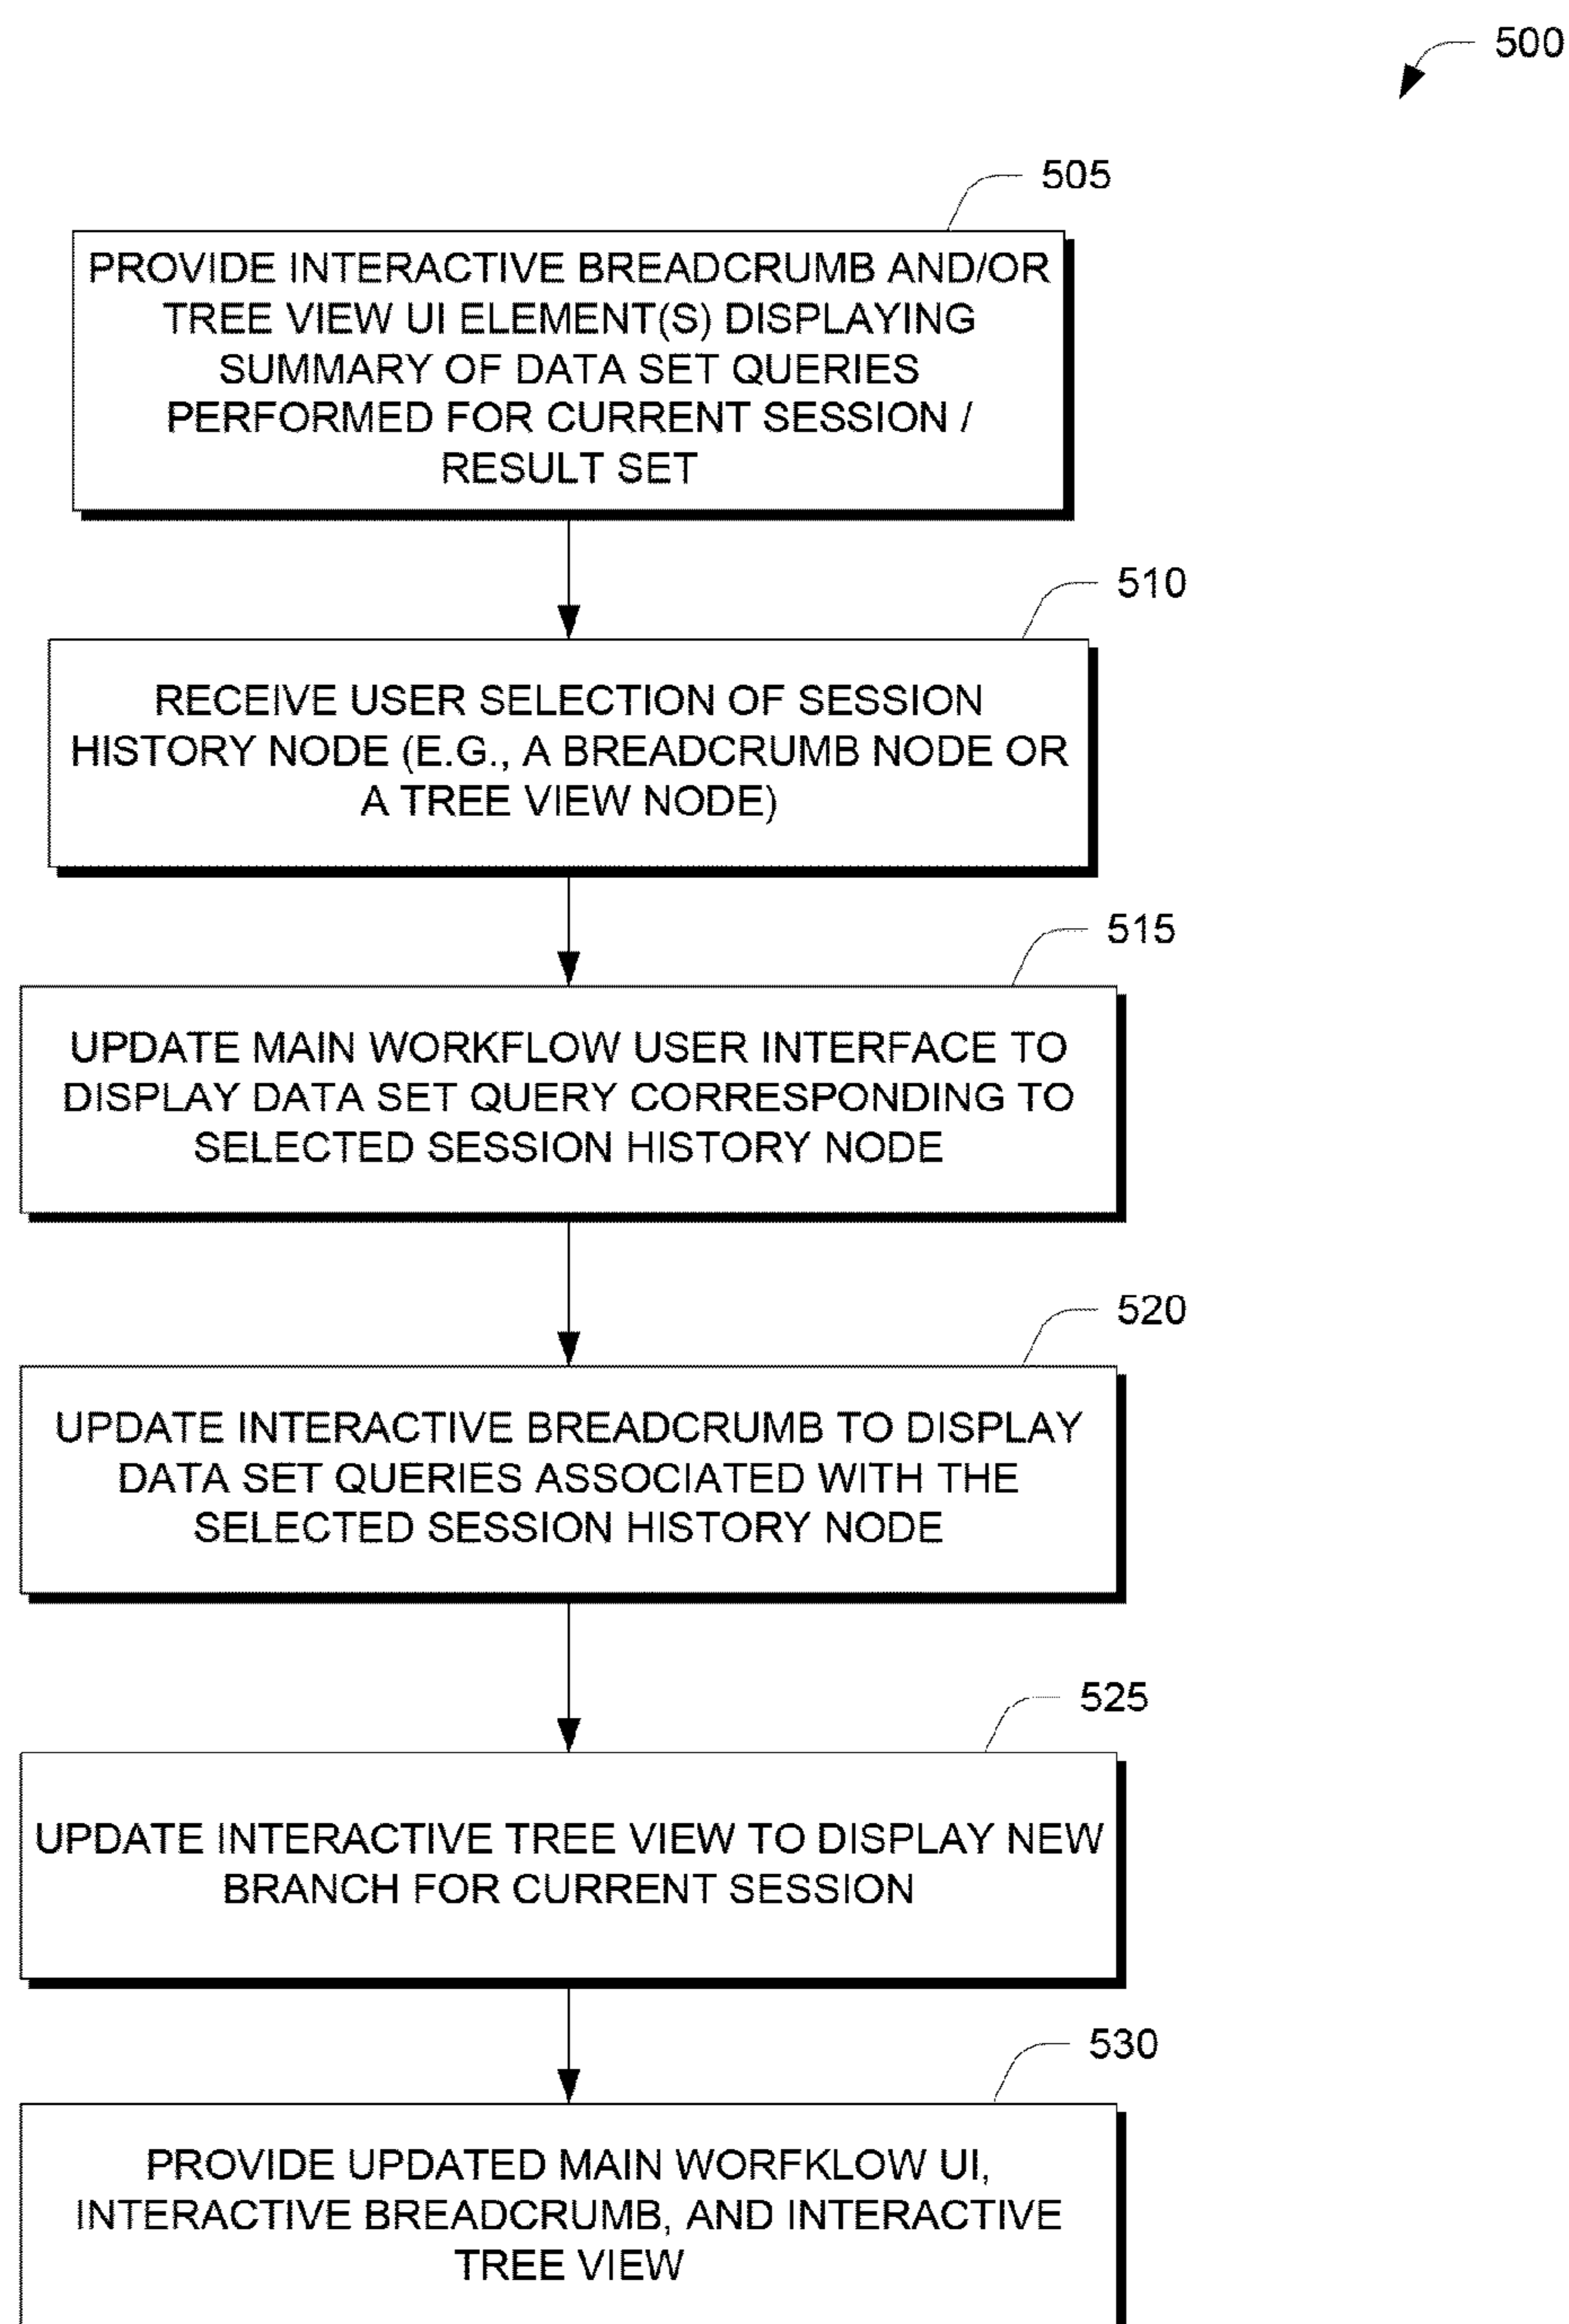 500
505
PROVIDE INTERACTIVE BREADCRUMB AND/OR
TREE VIEW UI ELEMENT(S) DISPLAYING
SUMMARY OF DATA SET QUERIES
PERFORMED FOR CURRENT SESSION /
RESULT SET
510
RECEIVE USER SELECTION OF SESSION
HISTORY NODE (E.G., A BREADCRUMB NODE OR
A TREE VIEW NODE)
515
UPDATE MAIN WORKFLOW USER INTERFACE TO
DISPLAY DATA SET QUERY CORRESPONDING TO
SELECTED SESSION HISTORY NODE
520
UPDATE INTERACTIVE BREADCRUMB TO DISPLAY
DATA SET QUERIES ASSOCIATED WITH THE
SELECTED SESSION HISTORY NODE
525
UPDATE INTERACTIVE TREE VIEW TO DISPLAY NEW
BRANCH FOR CURRENT SESSION
530
PROVIDE UPDATED MAIN WORFKLOW UI,
INTERACTIVE BREADCRUMB, AND INTERACTIVE
TREE VIEW